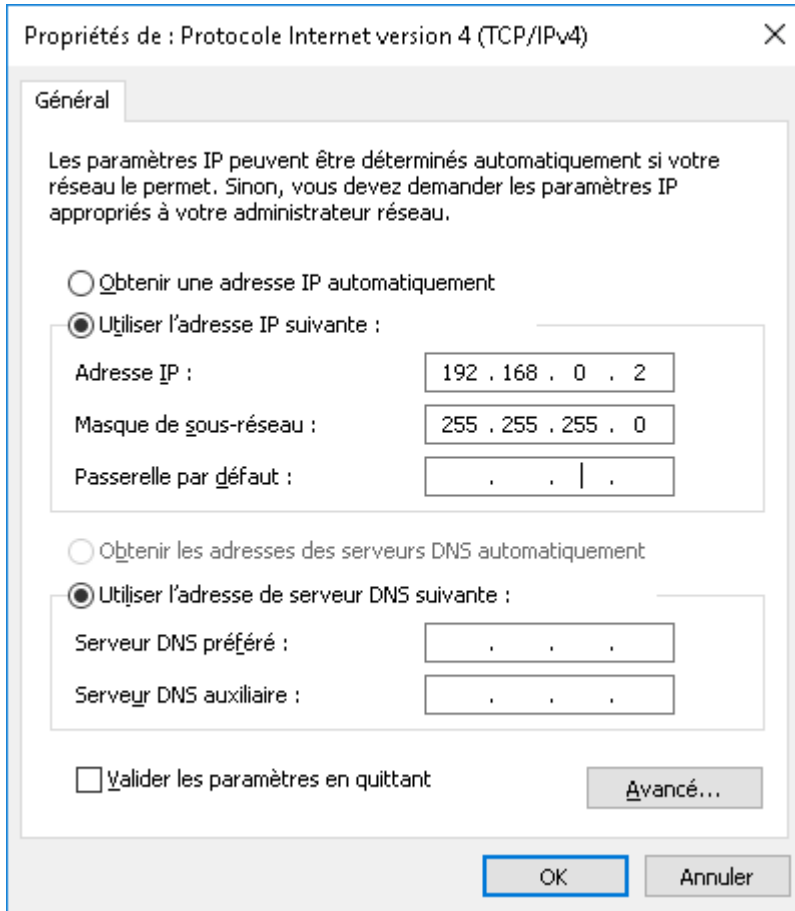 Propriétés de : Protocole Internet version 4 (TCP/IPv4)
Général
Les paramètres IP peuvent être déterminés automatiquement si votre
réseau le permet. Sinon, vous devez demander les paramètres IP
appropriés à votre administrateur réseau.
Obtenir une adresse IP automatiquement
Utiliser l'adresse IP suivante :
Adresse IP : 192 . 168 . 0 . 2
Masque de sous-réseau : 255 . 255 . 255 . 0
Passerelle par défaut : . . .
Obtenir les adresses des serveurs DNS automatiquement
Utiliser l'adresse de serveur DNS suivante :
Serveur DNS préféré : . . .
Serveur DNS auxiliaire : . . .
Valider les paramètres en quittant
Avancé...
OK Annuler